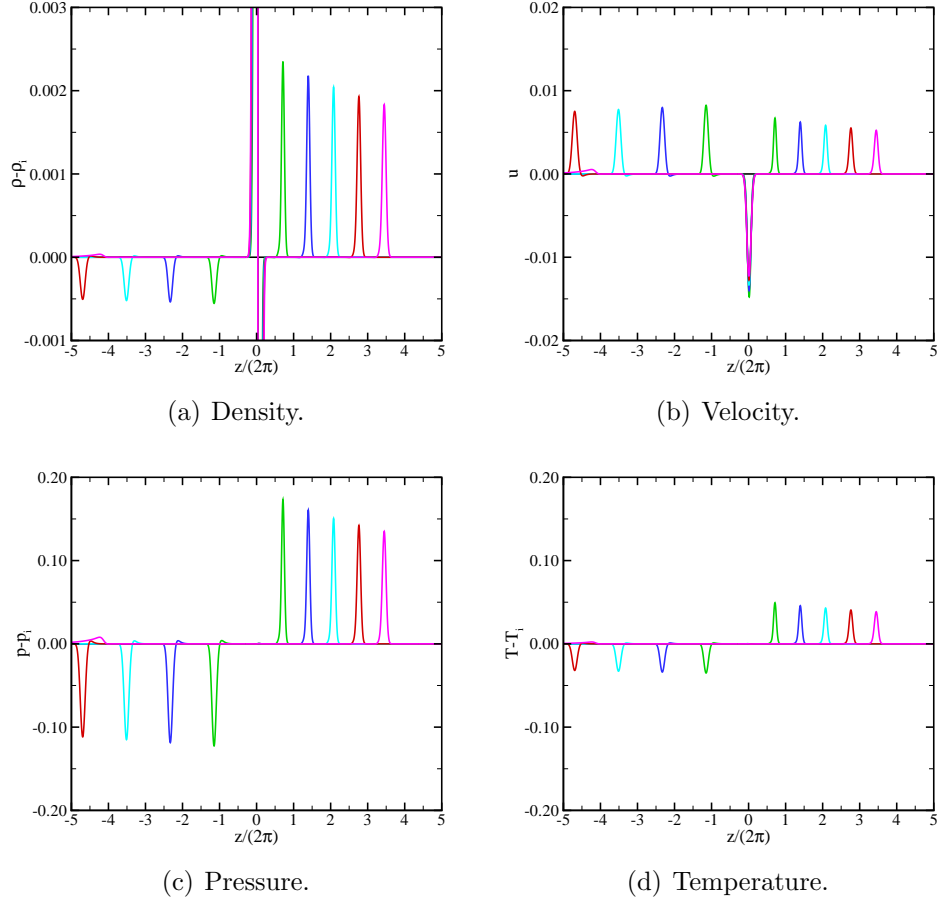 0.003
0.002
0.001
0.000
-0.001
ρ-ρi
-5 -4 -3 -2 -1 0 1 2 3 4 5
z/(2π)
(a) Density.
0.02
0.01
0.00
-0.01
-0.02
u
-5 -4 -3 -2 -1 0 1 2 3 4 5
z/(2π)
(b) Velocity.
0.20
0.10
0.00
-0.10
-0.20
p-pi
-5 -4 -3 -2 -1 0 1 2 3 4 5
z/(2π)
(c) Pressure.
0.20
0.10
0.00
-0.10
-0.20
T-Ti
-5 -4 -3 -2 -1 0 1 2 3 4 5
z/(2π)
(d) Temperature.